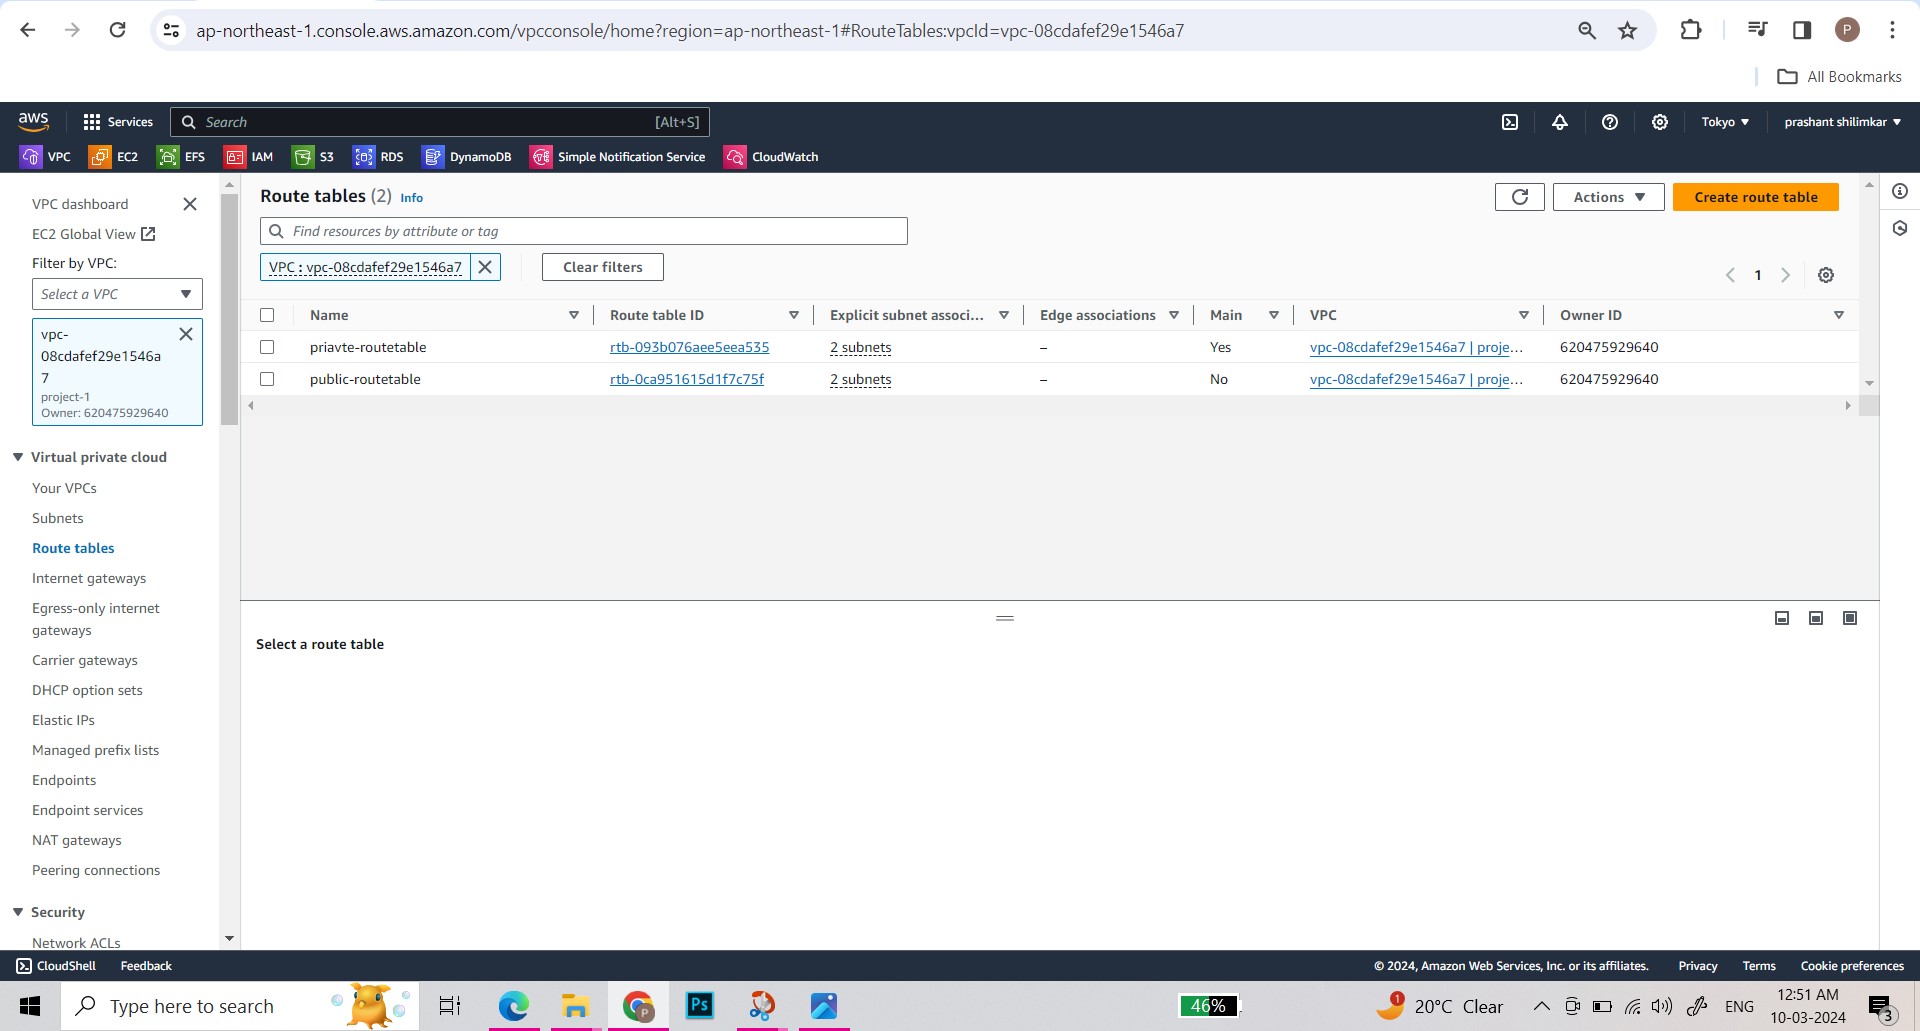 ap-northeast-1.console.aws.amazon.com/vpcconsole/home?region=ap-northeast-1#RouteTables:vpcId=vpc-08cdafef29e1546a7
P
All Bookmarks
aws
Services
Search
[Alt+S]
Tokyo
prashant shilimkar
VPC
EC2
EFS
IAM
S3
RDS
DynamoDB
Simple Notification Service
CloudWatch
VPC dashboard
EC2 Global View
Filter by VPC:
Select a VPC
vpc-
08cdafef29e1546a
7
project-1
Owner: 620475929640
Virtual private cloud
Your VPCs
Subnets
Route tables
Internet gateways
Egress-only internet
gateways
Carrier gateways
DHCP option sets
Elastic IPs
Managed prefix lists
Endpoints
Endpoint services
NAT gateways
Peering connections
Security
Network ACLs
Route tables (2) Info
Actions
Create route table
Find resources by attribute or tag
VPC : vpc-08cdafef29e1546a7
Clear filters
1
Name Route table ID Explicit subnet associ... Edge associations Main VPC Owner ID
priavte-routetable rtb-093b076aee5eea535 2 subnets – Yes vpc-08cdafef29e1546a7 | proje... 620475929640
public-routetable rtb-0ca951615d1f7c75f 2 subnets – No vpc-08cdafef29e1546a7 | proje... 620475929640
Select a route table
CloudShell
Feedback
© 2024, Amazon Web Services, Inc. or its affiliates.
Privacy
Terms
Cookie preferences
Type here to search
P
Ps
46%
1
20°C Clear
ENG
12:51 AM
10-03-2024
3